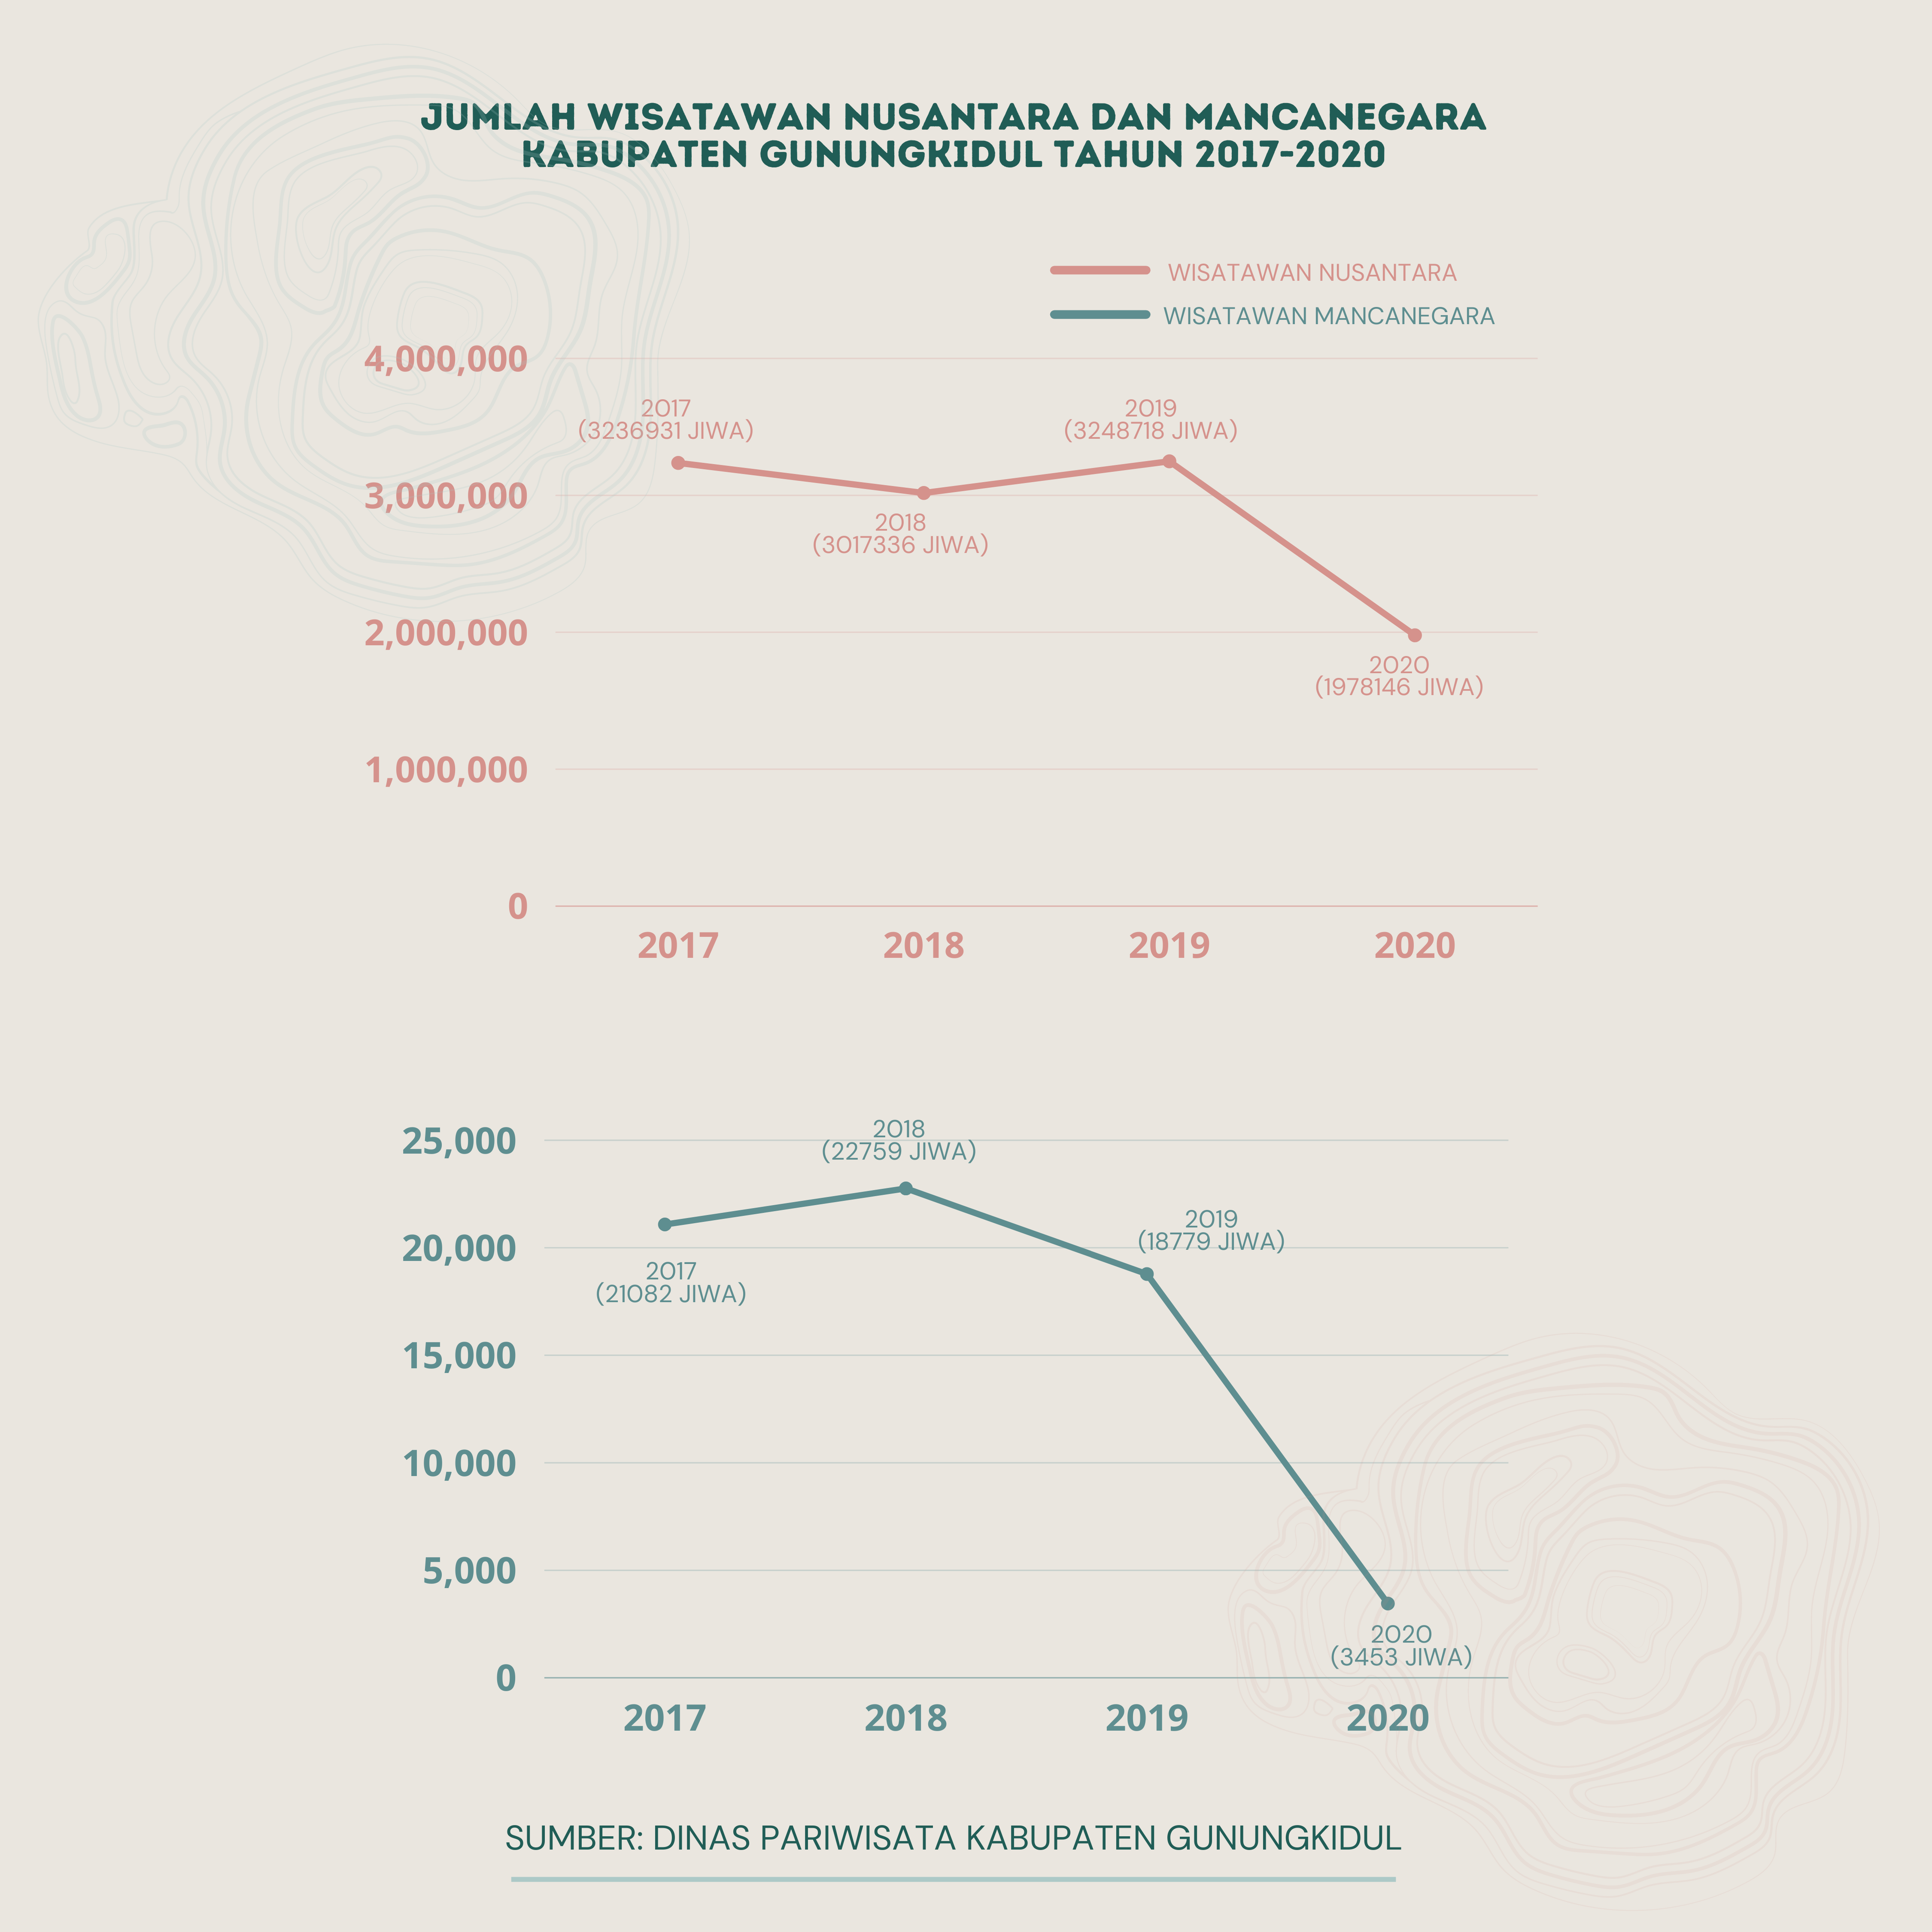 JUMLAH WISATAWAN NUSANTARA DAN MANCANEGARA
KABUPATEN GUNUNGKIDUL TAHUN 2017-2020
WISATAWAN NUSANTARA
WISATAWAN MANCANEGARA
4,000,000
2017
(3236931 JIWA)
2019
(3248718 JIWA)
3,000,000
2018
(3017336 JIWA)
2,000,000
2020
(1978146 JIWA)
1,000,000
0
2017 2018 2019 2020
25,000
2018
(22759 JIWA)
2019
(18779 JIWA)
20,000
2017
(21082 JIWA)
15,000
10,000
5,000
2020
(3453 JIWA)
0
2017 2018 2019 2020
SUMBER: DINAS PARIWISATA KABUPATEN GUNUNGKIDUL